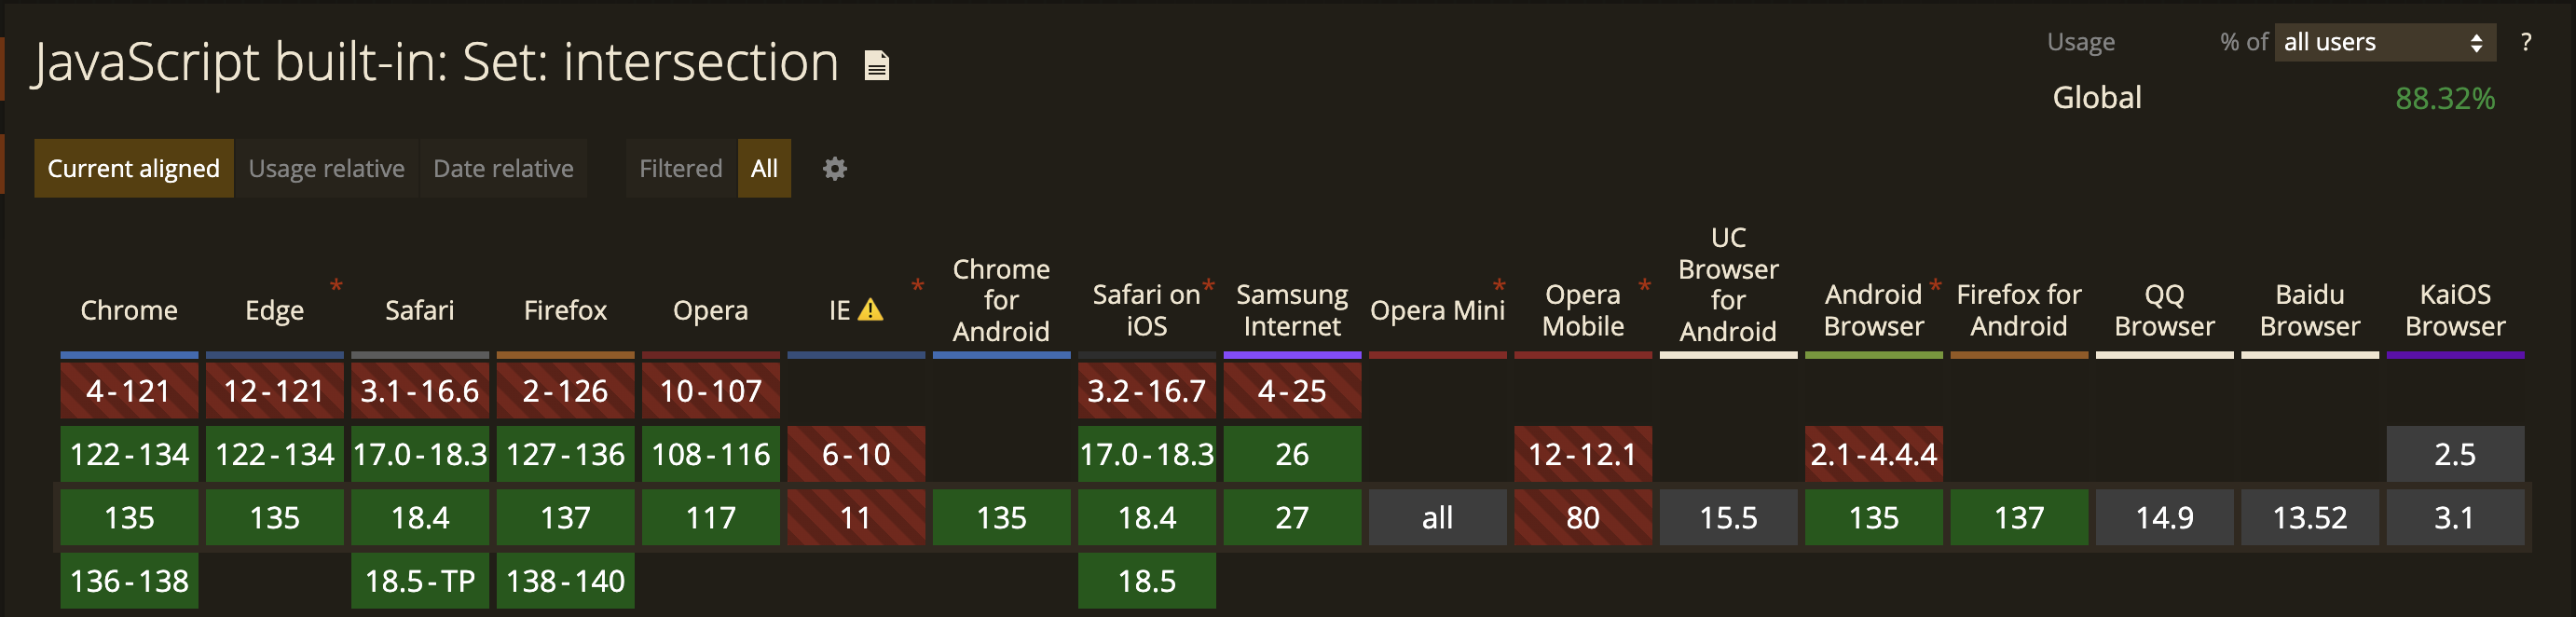 JavaScript built-in: Set: intersection
Usage % of all users ?
Global 88.32%
Current aligned Usage relative Date relative Filtered All
Chrome Edge * Safari Firefox Opera IE ⚠️ * Chrome for Android Safari on iOS * Samsung Internet Opera Mini * Opera Mobile * UC Browser for Android Android Browser * Firefox for Android QQ Browser Baidu Browser KaiOS Browser
4-121 12-121 3.1-16.6 2-126 10-107 3.2-16.7 4-25
122-134 122-134 17.0-18.3 127-136 108-116 6-10 17.0-18.3 26 12-12.1 2.1-4.4.4 2.5
135 135 18.4 137 117 11 135 18.4 27 all 80 15.5 135 137 14.9 13.52 3.1
136-138 18.5-TP 138-140 18.5